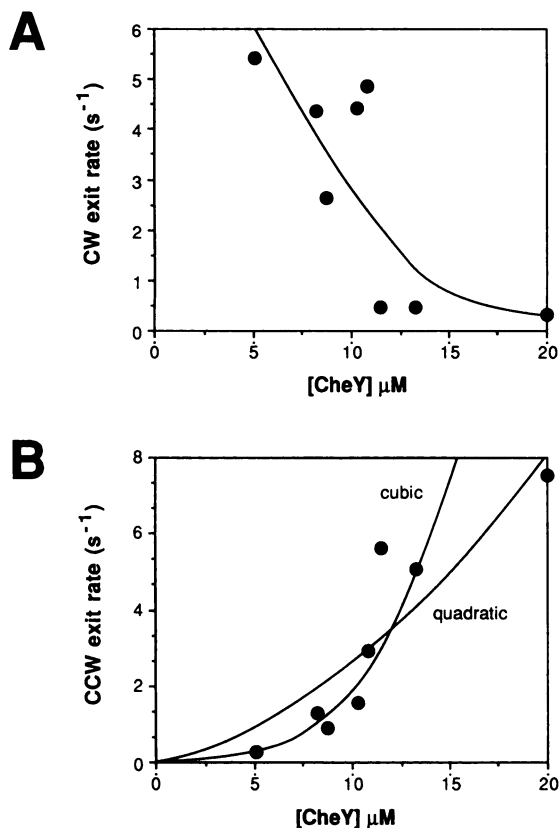 A
CW exit rate (s⁻¹)
6
5
4
3
2
1
0
0 5 10 15 20
[CheY] μM
B
CCW exit rate (s⁻¹)
8
6
4
2
0
cubic
quadratic
0 5 10 15 20
[CheY] μM